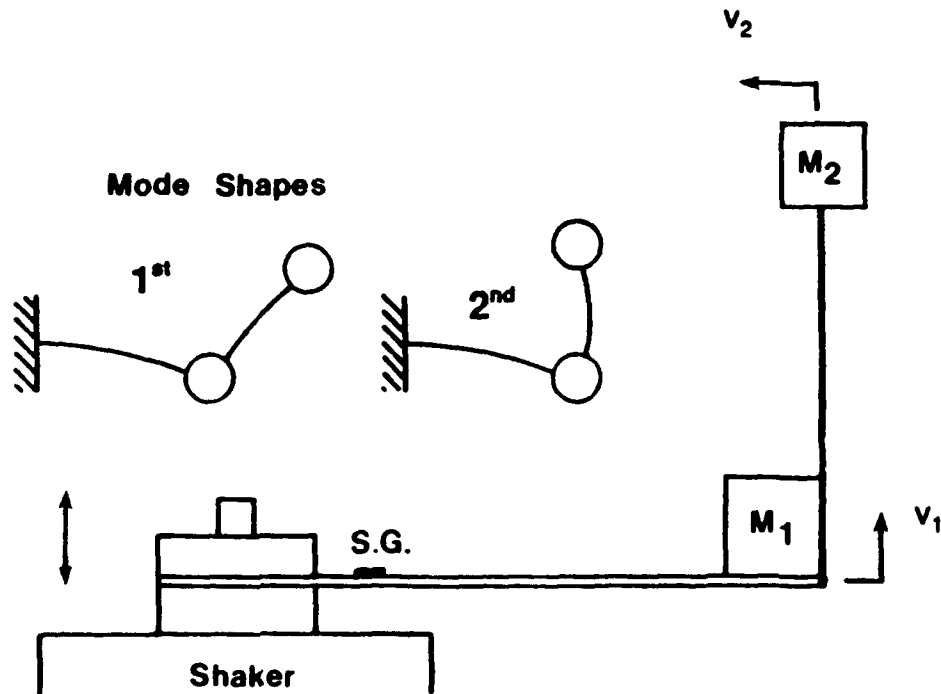 V2
M2
Mode Shapes
1st
2nd
M1
V1
S.G.
Shaker